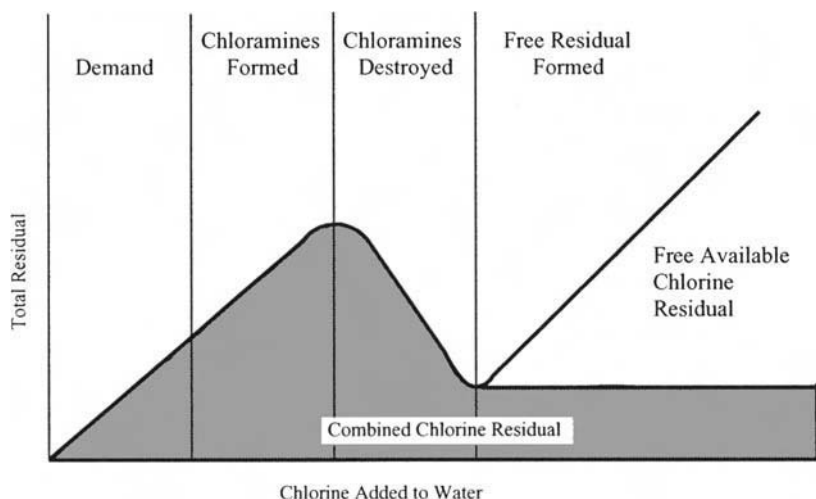 Demand
Chloramines
Formed
Chloramines
Destroyed
Free Residual
Formed
Total Residual
Free Available
Chlorine
Residual
Combined Chlorine Residual
Chlorine Added to Water